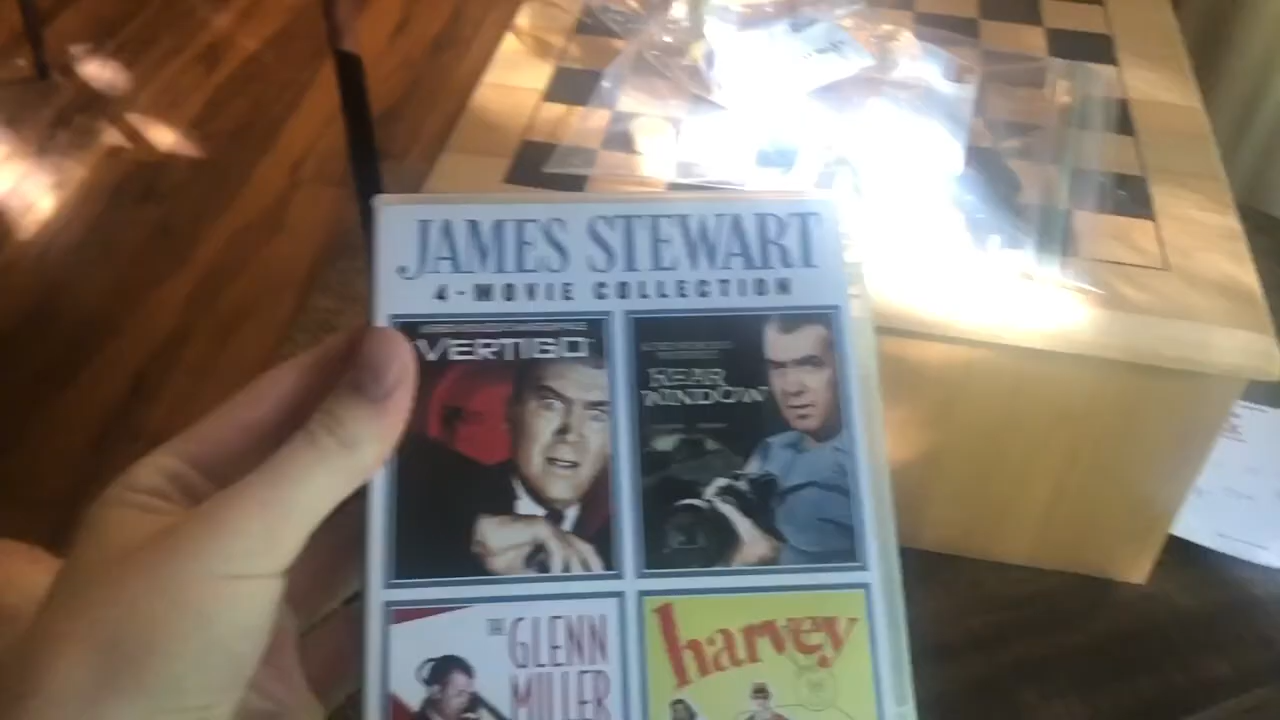 JAMES STEWART
4-MOVIE COLLECTION
VERTIGO
REAR
WINDOW
THE GLENN
MILLER
harvey